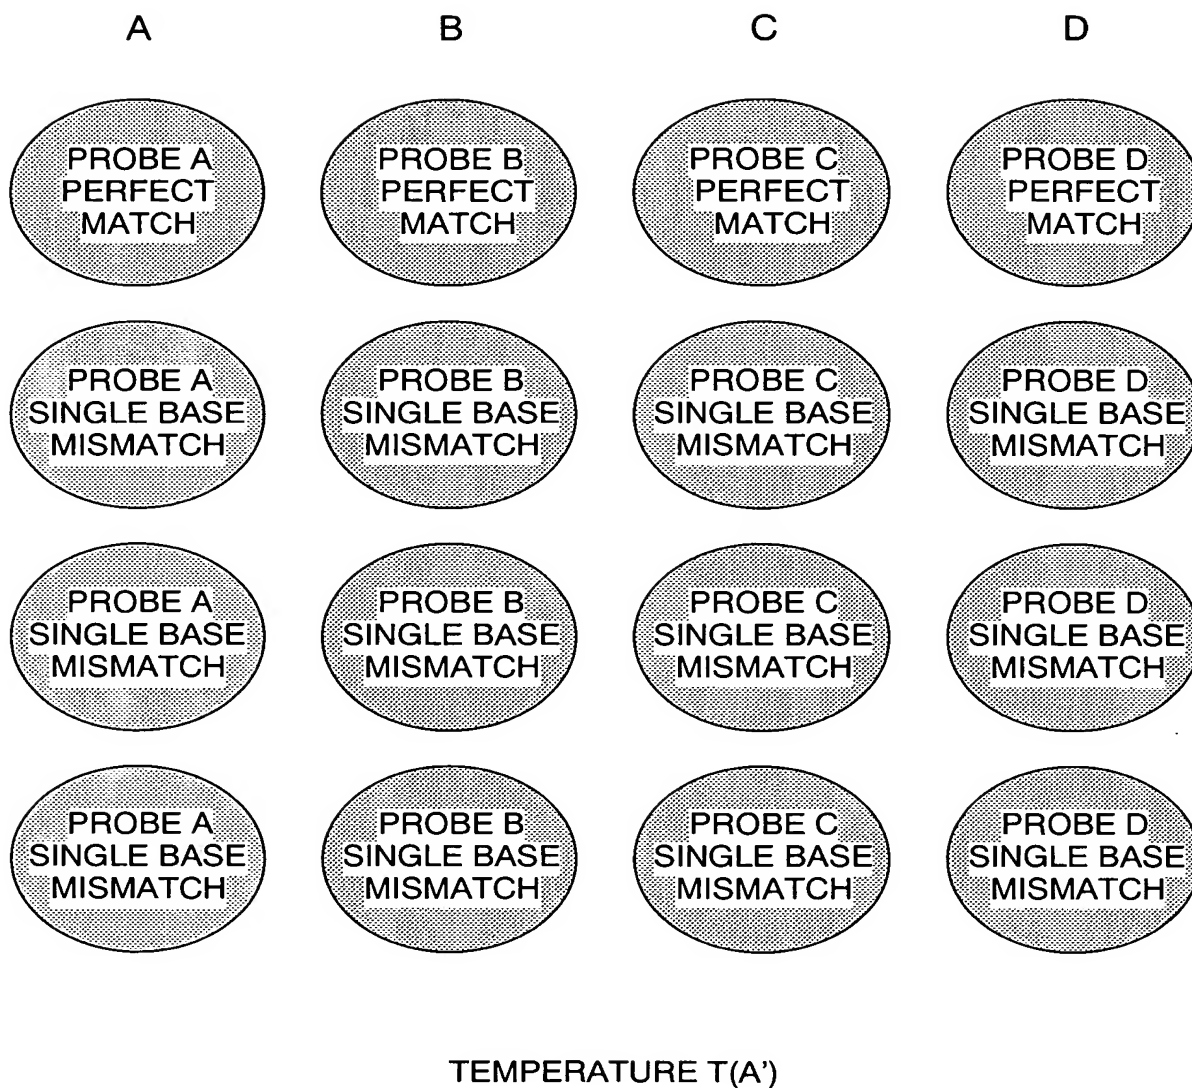 A B C D
PROBE A PROBE B PROBE C PROBE D
PERFECT PERFECT PERFECT PERFECT
MATCH MATCH MATCH MATCH
PROBE A PROBE B PROBE C PROBE D
SINGLE BASE SINGLE BASE SINGLE BASE SINGLE BASE
MISMATCH MISMATCH MISMATCH MISMATCH
PROBE A PROBE B PROBE C PROBE D
SINGLE BASE SINGLE BASE SINGLE BASE SINGLE BASE
MISMATCH MISMATCH MISMATCH MISMATCH
PROBE A PROBE B PROBE C PROBE D
SINGLE BASE SINGLE BASE SINGLE BASE SINGLE BASE
MISMATCH MISMATCH MISMATCH MISMATCH
TEMPERATURE T(A')